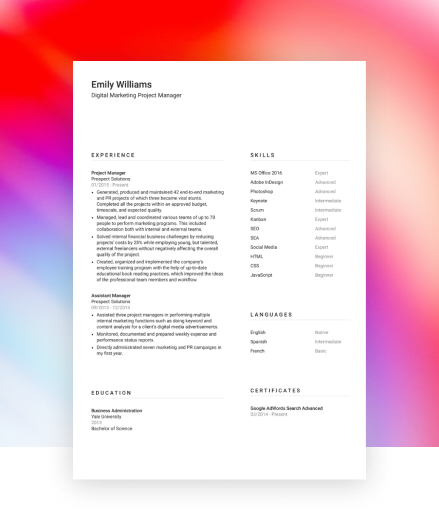 Emily Williams
Digital Marketing Project Manager
EXPERIENCE
Project Manager
Prospect Solutions
01/2015 - Present
• Generated, produced and maintained 42 end-to-end marketing
and PR projects of which three became viral stunts.
Completed all the projects within an approved budget,
timescale, and expected quality.
• Managed, lead and coordinated various teams of up to 70
people to perform marketing programs. This included
collaboration both with internal and external teams.
• Solved internal financial business challenges by reducing
projects' costs by 25% while employing young, but talented,
external freelancers without negatively affecting the overall
quality of the project.
• Created, organized and implemented the company's
employee training program with the help of up-to-date
educational book reading practices, which improved the ideas
of the professional team members and workflow
Assistant Manager
Prospect Solutions
09/2013 - 12/2014
• Assisted three project managers in performing multiple
internal marketing functions such as doing keyword and
content analysis for a client's digital media advertisements.
• Monitored, documented and prepared weekly expense and
performance status reports.
• Directly administrated seven marketing and PR campaigns in
my first year.
EDUCATION
Business Administration
Yale University
2013
Bachelor of Science
SKILLS
MS Office 2016 Expert
Adobe InDesign Advanced
Photoshop Advanced
Keynote Intermediate
Scrum Intermediate
Kanban Expert
SEO Advanced
SEA Advanced
Social Media Expert
HTML Beginner
CSS Beginner
JavaScript Beginner
LANGUAGES
English Native
Spanish Intermediate
French Basic
CERTIFICATES
Google AdWords Search Advanced
03/2014 - Present